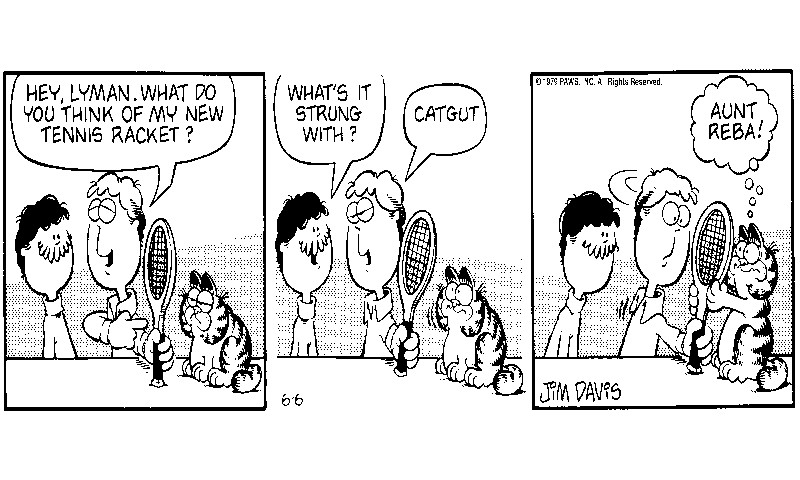 HEY, LYMAN. WHAT DO
YOU THINK OF MY NEW
TENNIS RACKET?
WHAT'S IT
STRUNG
WITH?
CATGUT
6-6
© 1979 PAWS, INC. A Rights Reserved.
AUNT
REBA!
JIM DAVIS